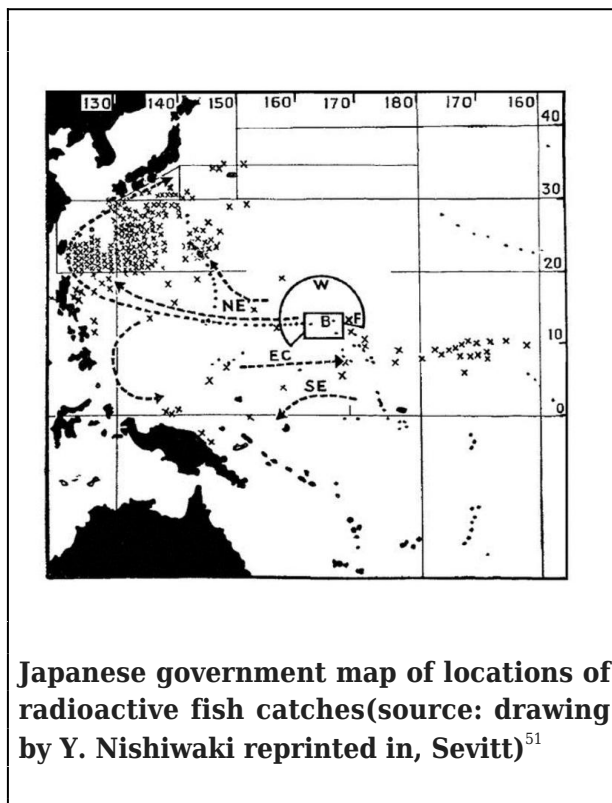 130 140 150 160 170 180 170 160
40
30
20
W
NE
B
F
10
EC
SE
0
Japanese government map of locations of
radioactive fish catches(source: drawing
by Y. Nishiwaki reprinted in, Sevitt)51